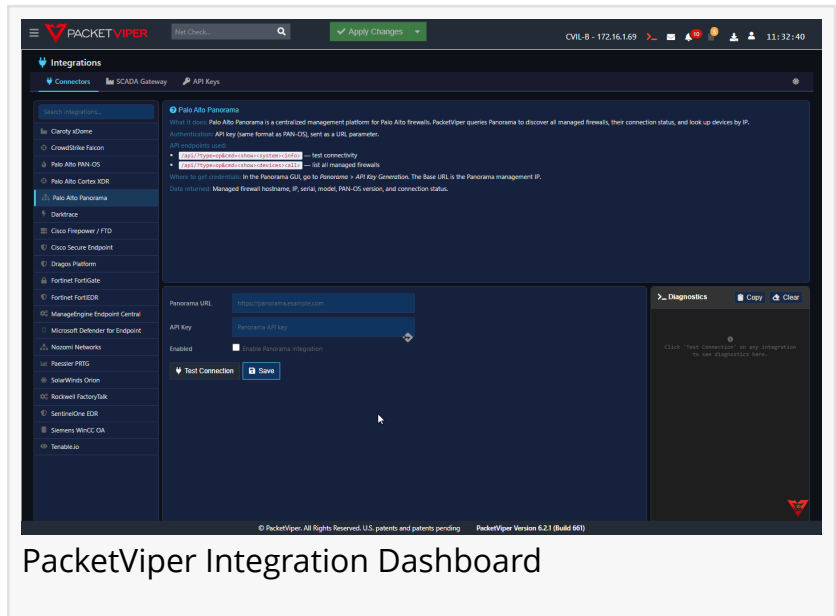 PACKETVIPER
Net Check...
Apply Changes
CVIL-B - 172.16.1.69
10
11:32:40
Integrations
Connectors
SCADA Gateway
API Keys
Search integrations...
Claroty xDome
CrowdStrike Falcon
Palo Alto PAN-OS
Palo Alto Cortex XDR
Palo Alto Panorama
Darktrace
Cisco Firepower / FTD
Cisco Secure Endpoint
Dragos Platform
Fortinet FortiGate
Fortinet FortiEDR
ManageEngine Endpoint Central
Microsoft Defender for Endpoint
Nozomi Networks
Paessler PRTG
SolarWinds Orion
Rockwell FactoryTalk
SentinelOne EDR
Siemens WinCC OA
Tenable.io
Palo Alto Panorama
What it does: Palo Alto Panorama is a centralized management platform for Palo Alto firewalls. PacketViper queries Panorama to discover all managed firewalls, their connection status, and look up devices by IP.
Authentication: API key (same format as PAN-OS), sent as a URL parameter.
API endpoints used:
• /api/?type=op&cmd=<show><system><info> — test connectivity
• /api/?type=op&cmd=<show><devices><all> — list all managed firewalls
Where to get credentials: In the Panorama GUI, go to Panorama > API Key Generation. The Base URL is the Panorama management IP.
Data returned: Managed firewall hostname, IP, serial, model, PAN-OS version, and connection status.
Panorama URL
https://panorama.example.com
API Key
Panorama API key
Enabled
Enable Panorama integration
Test Connection
Save
>_ Diagnostics
Copy
Clear
Click 'Test Connection' on any integration
to see diagnostics here.
© PacketViper. All Rights Reserved. U.S. patents and patents pending
PacketViper Version 6.2.1 (Build 661)
PacketViper Integration Dashboard